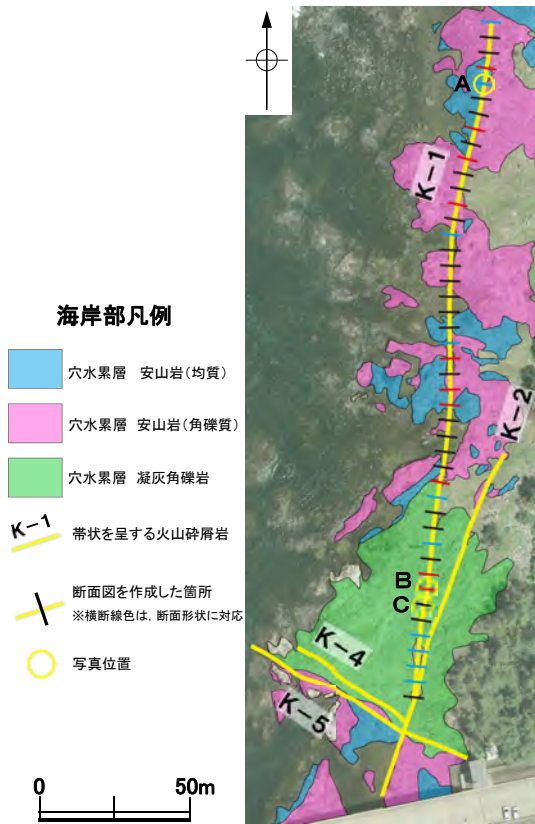 A
K-1
K-2
海岸部凡例
穴水累層 安山岩(均質)
穴水累層 安山岩(角礫質)
穴水累層 凝灰角礫岩
K-1
帯状を呈する火山砕屑岩
断面図を作成した箇所
※横断線色は，断面形状に対応
写真位置
B
C
K-4
K-5
0 50m